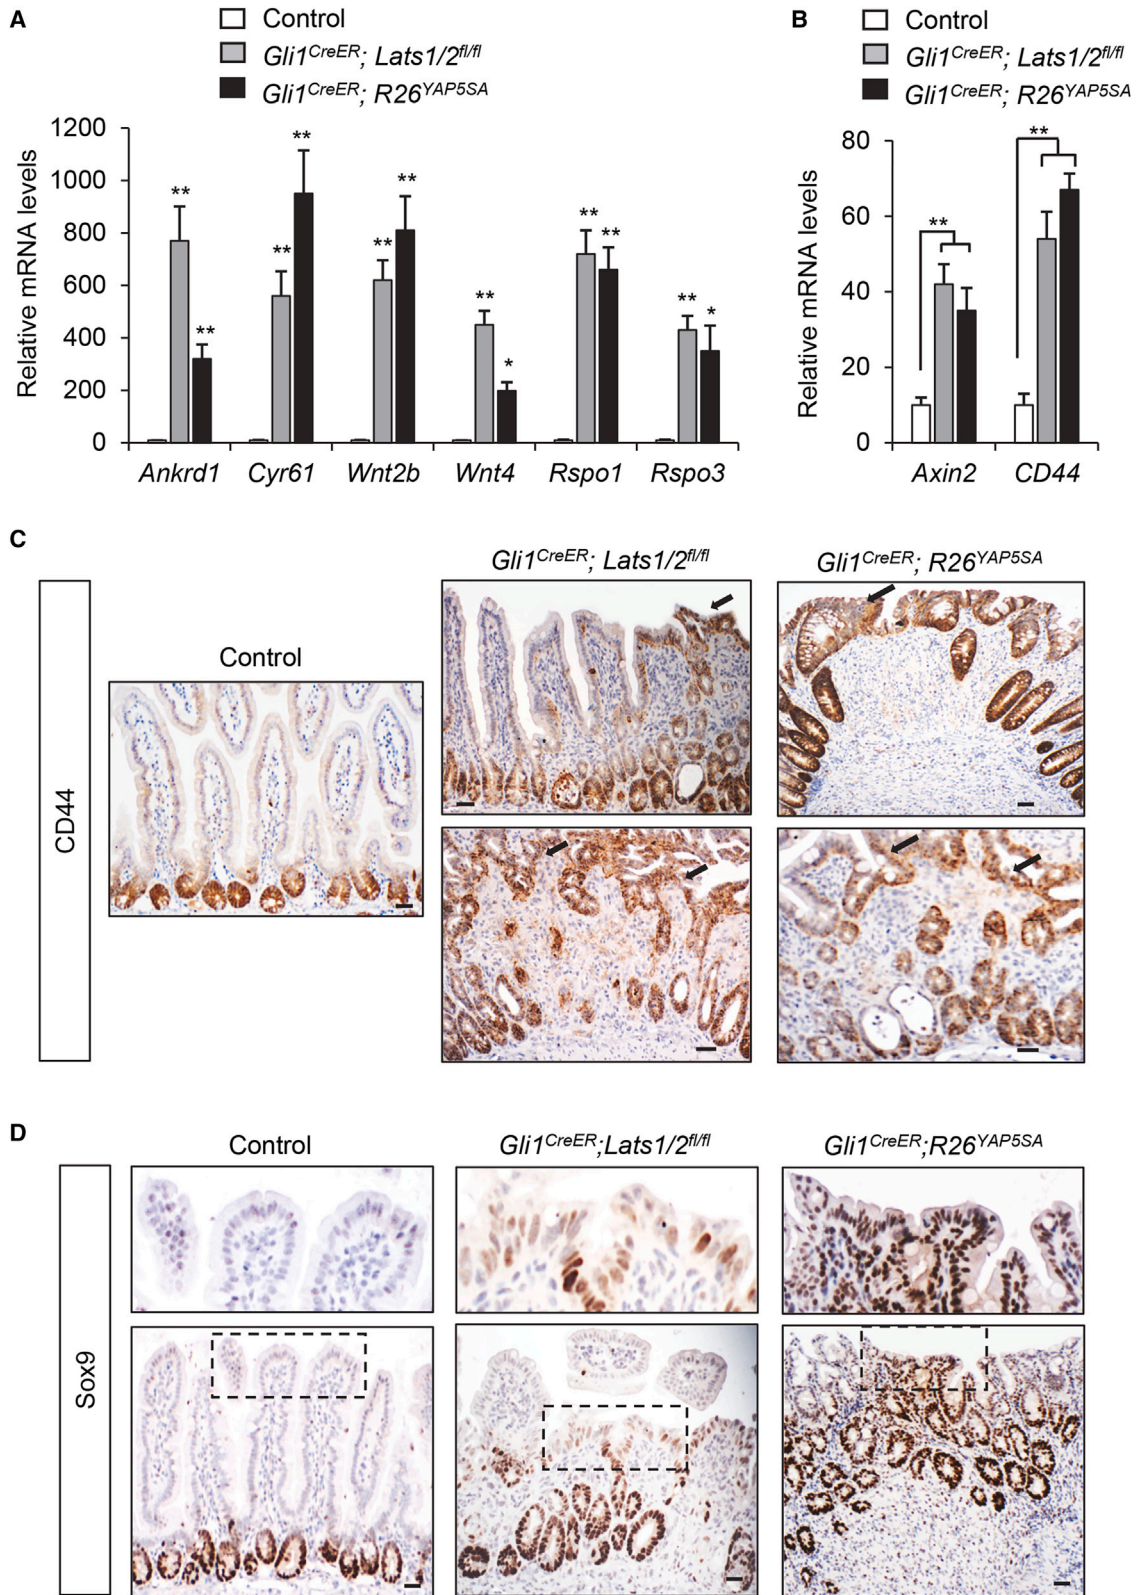 A
Control
Gli1CreER; Lats1/2fl/fl
Gli1CreER; R26YAP5SA
Relative mRNA levels
1200
1000
800
600
400
200
0
** **
** **
** **
** *
** **
** *
Ankrd1 Cyr61 Wnt2b Wnt4 Rspo1 Rspo3
B
Control
Gli1CreER; Lats1/2fl/fl
Gli1CreER; R26YAP5SA
Relative mRNA levels
80
60
40
20
0
**
**
Axin2 CD44
C
CD44
Control
Gli1CreER; Lats1/2fl/fl
Gli1CreER; R26YAP5SA
D
Sox9
Control
Gli1CreER;Lats1/2fl/fl
Gli1CreER;R26YAP5SA